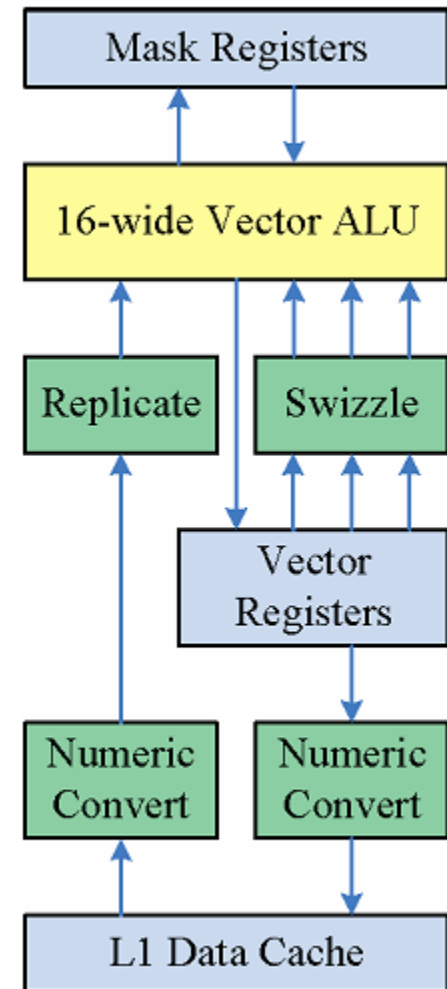 Mask Registers
16-wide Vector ALU
Replicate
Swizzle
Vector
Registers
Numeric
Convert
Numeric
Convert
L1 Data Cache